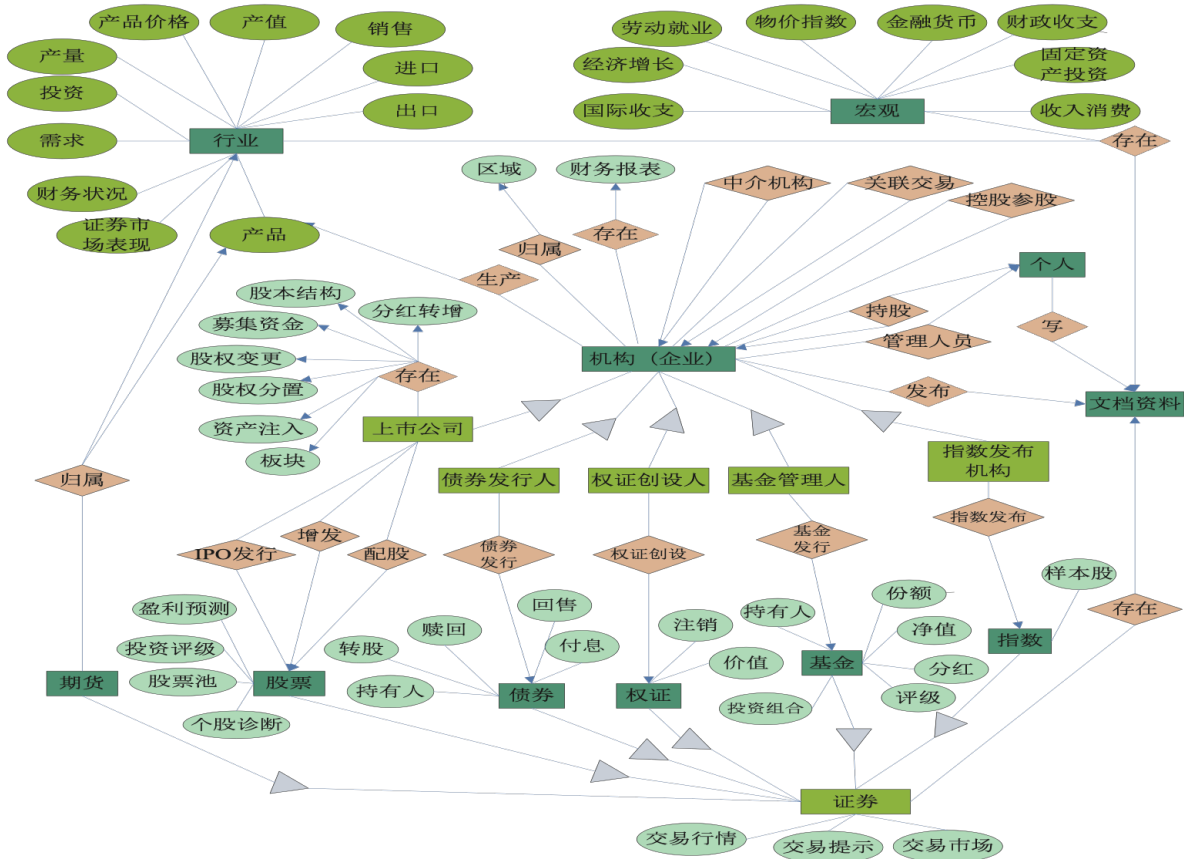 产品价格
产值
销售
劳动就业
物价指数
金融货币
财政收支
产量
进口
经济增长
固定资
产投资
投资
出口
国际收支
宏观
收入消费
需求
行业
存在
财务状况
区域
财务报表
中介机构
关联交易
控股参股
证券市
场表现
产品
归属
存在
生产
个人
股本结构
分红转增
持股
写
募集资金
管理人员
股权变更
机构（企业）
存在
股权分置
发布
文档资料
资产注入
上市公司
板块
指数发布
机构
归属
债券发行人
权证创设人
基金管理人
IPO发行
增发
配股
债券
发行
权证创设
基金
发行
指数发布
样本股
盈利预测
赎回
回售
注销
持有人
份额
存在
投资评级
转股
付息
净值
指数
股票池
持有人
价值
基金
分红
期货
股票
债券
权证
评级
个股诊断
投资组合
证券
交易行情
交易提示
交易市场